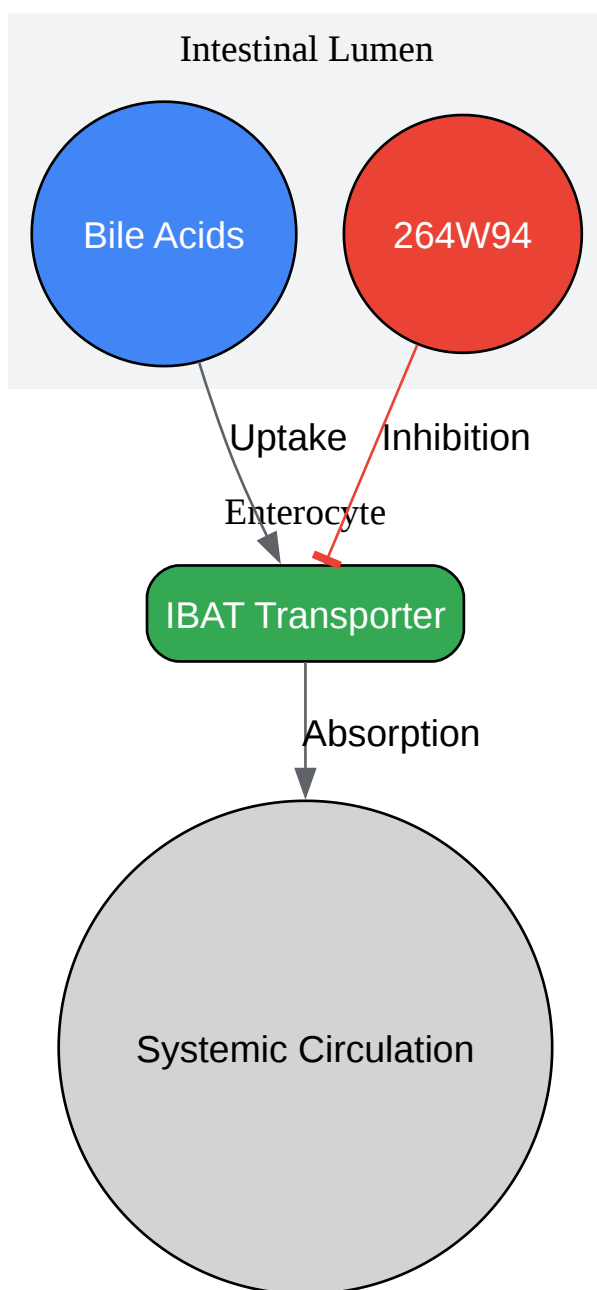 Intestinal Lumen
Bile Acids
264W94
Uptake
Inhibition
Enterocyte
IBAT Transporter
Absorption
Systemic Circulation